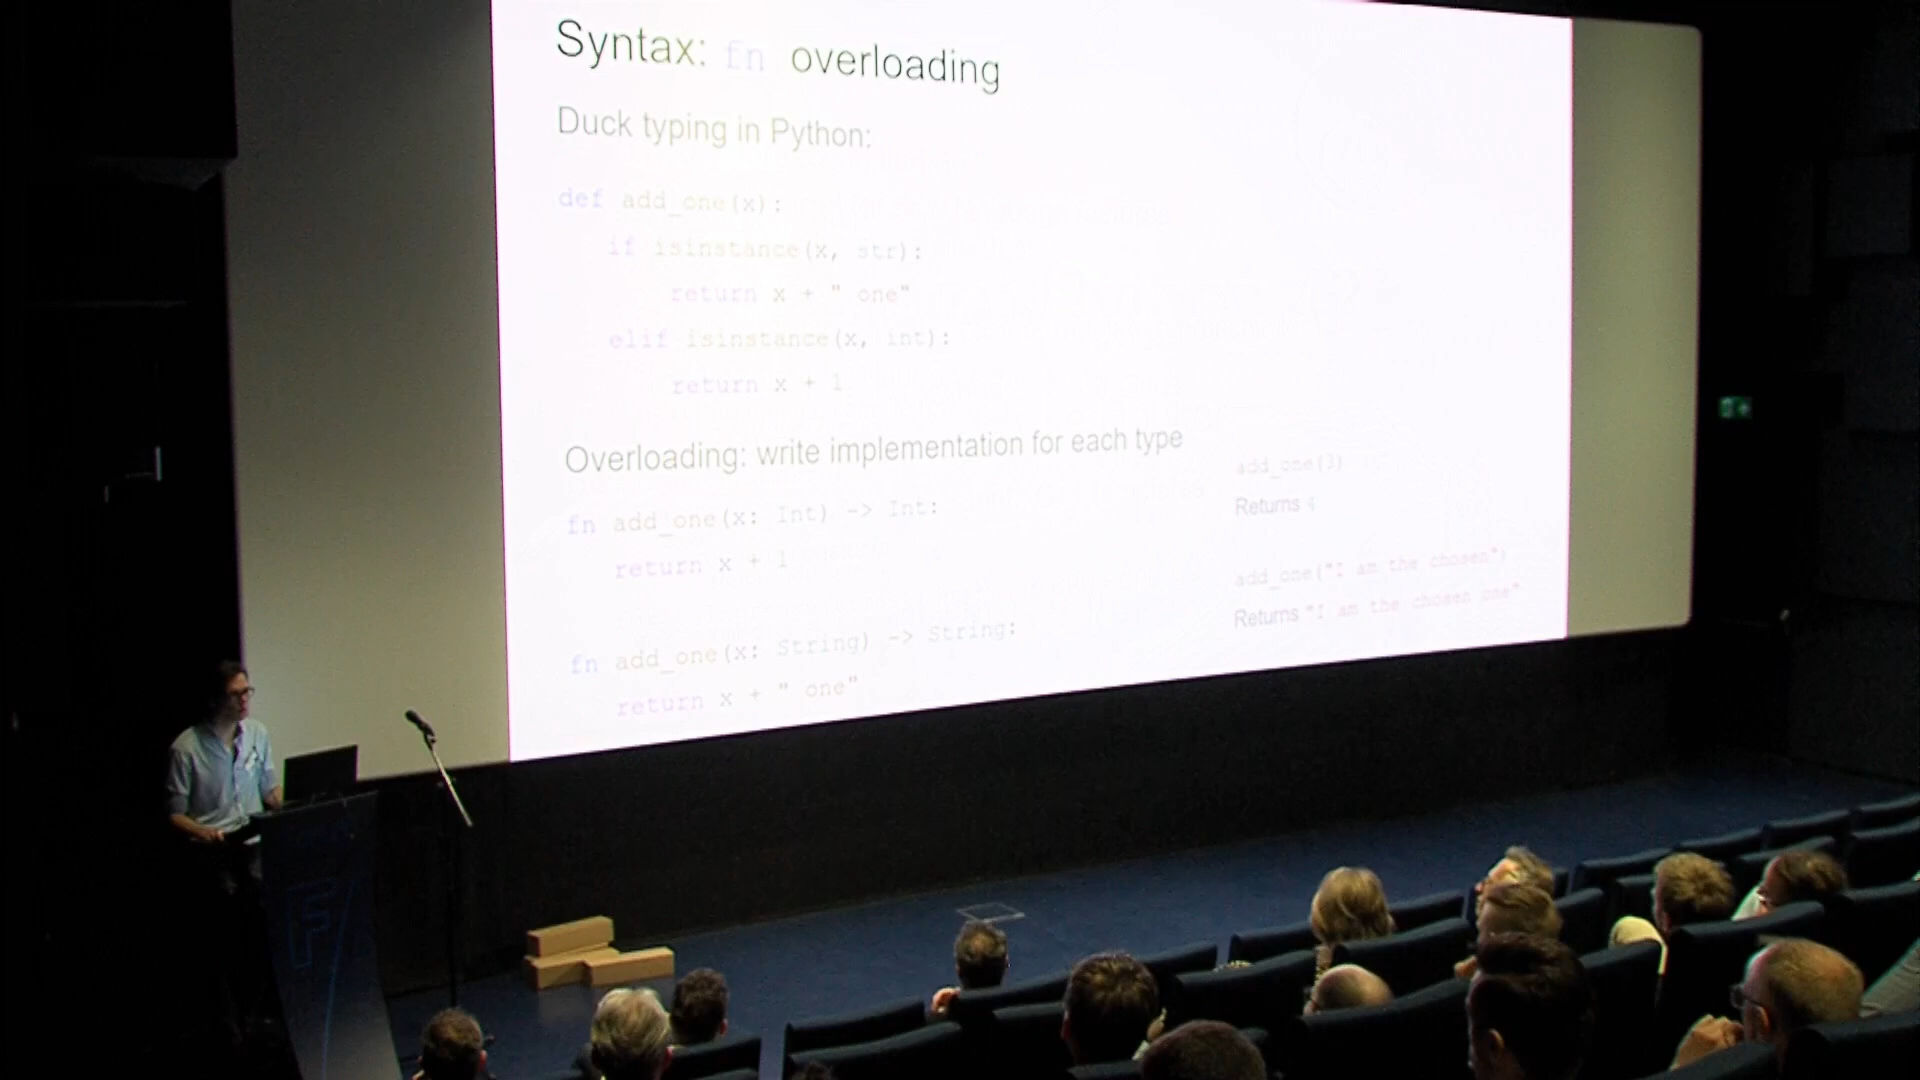 Syntax: fn overloading
Duck typing in Python:
def add_one(x):
if isinstance(x, str):
return x + " one"
elif isinstance(x, int):
return x + 1
Overloading: write implementation for each type
fn add_one(x: Int) -> Int:
return x + 1
fn add_one(x: String) -> String:
return x + " one"
add_one(3)
Returns 4
add_one("I am the chosen")
Returns "I am the chosen one"